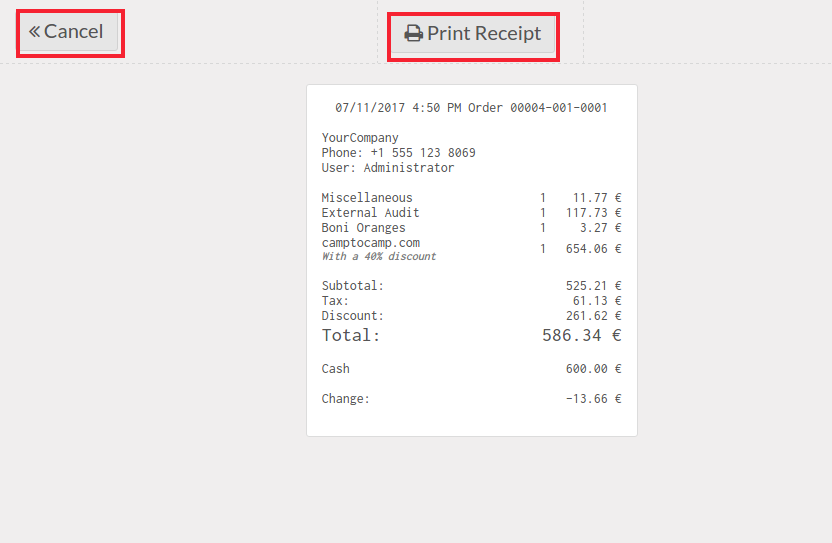 Cancel
Print Receipt
07/11/2017 4:50 PM Order 00004-001-0001
YourCompany
Phone: +1 555 123 8069
User: Administrator
Miscellaneous 1 11.77 €
External Audit 1 117.73 €
Boni Oranges 1 3.27 €
camptocamp.com 1 654.06 €
With a 40% discount
Subtotal: 525.21 €
Tax: 61.13 €
Discount: 261.62 €
Total: 586.34 €
Cash 600.00 €
Change: -13.66 €